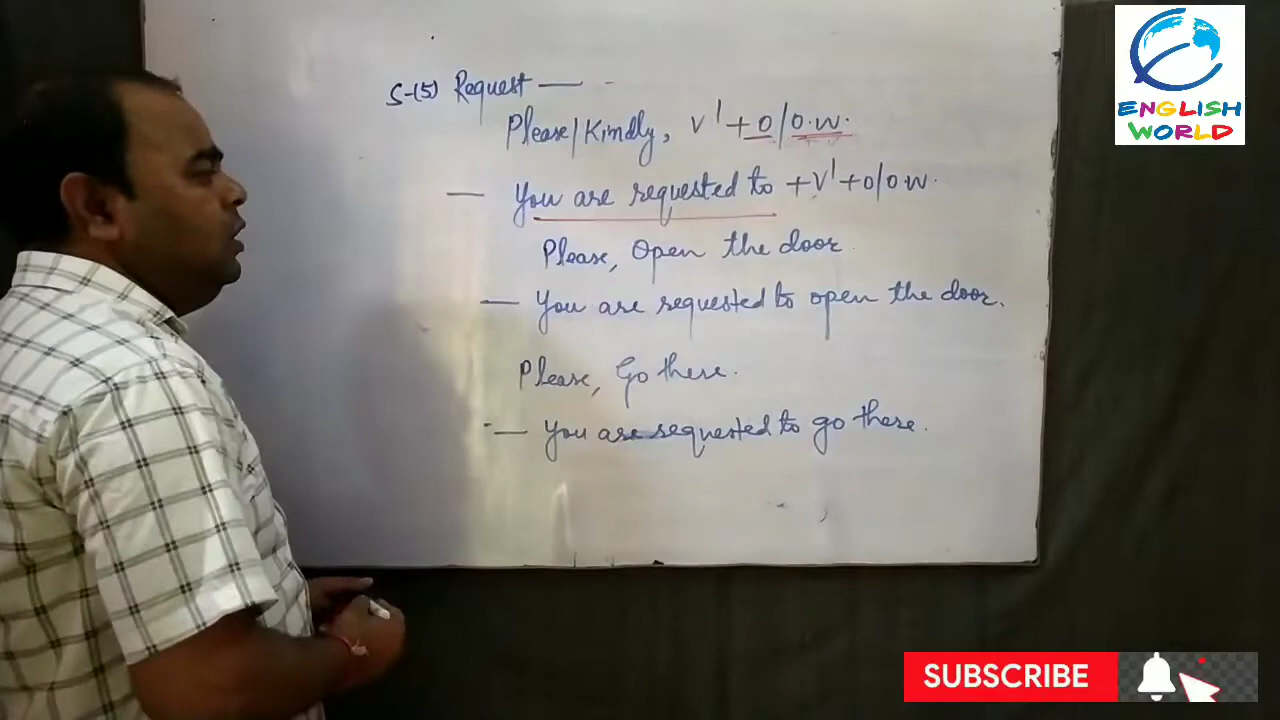 S-(5) Request —
Please/Kindly, V¹ + O/O.W.
— You are requested to + V¹ + O/O.W.
Please, Open the door
— You are requested to open the door.
Please, Go there.
— You are requested to go there.
ENGLISH
WORLD
SUBSCRIBE